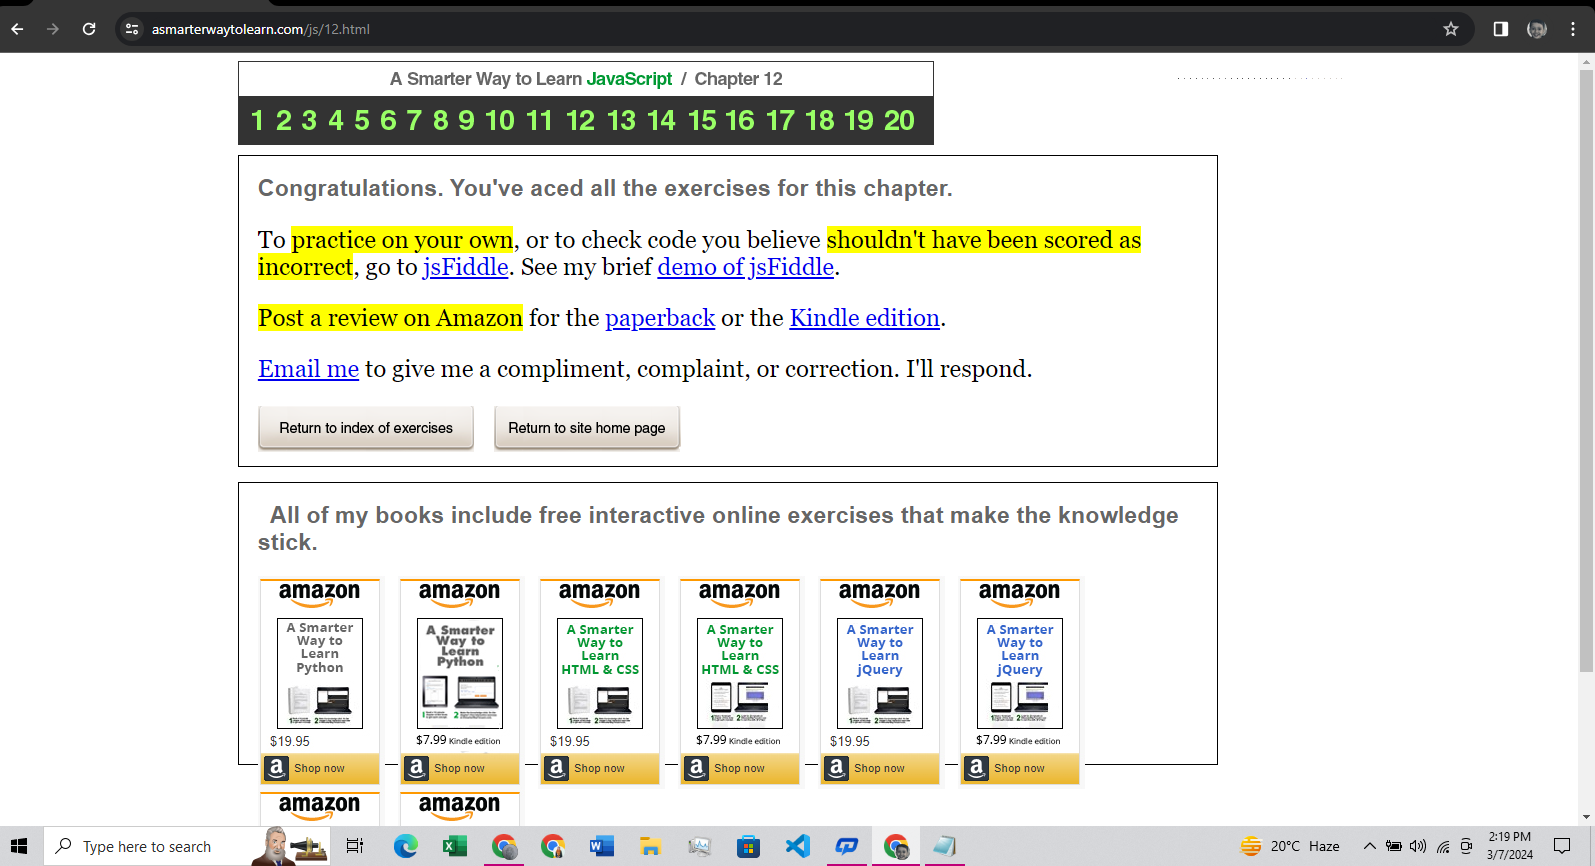 asmarterwaytolearn.com/js/12.html
A Smarter Way to Learn JavaScript / Chapter 12
1 2 3 4 5 6 7 8 9 10 11 12 13 14 15 16 17 18 19 20
Congratulations. You've aced all the exercises for this chapter.
To practice on your own, or to check code you believe shouldn't have been scored as
incorrect, go to jsFiddle. See my brief demo of jsFiddle.
Post a review on Amazon for the paperback or the Kindle edition.
Email me to give me a compliment, complaint, or correction. I'll respond.
Return to index of exercises Return to site home page
All of my books include free interactive online exercises that make the knowledge
stick.
amazon amazon amazon amazon amazon amazon
A Smarter A Smarter A Smarter A Smarter A Smarter A Smarter
Way to Way to Way to Way to Way to Way to
Learn Learn Learn Learn Learn Learn
Python Python HTML & CSS HTML & CSS jQuery jQuery
$19.95 $7.99 Kindle edition $19.95 $7.99 Kindle edition $19.95 $7.99 Kindle edition
a Shop now a Shop now a Shop now a Shop now a Shop now a Shop now
amazon amazon
Type here to search
20°C Haze
2:19 PM
3/7/2024